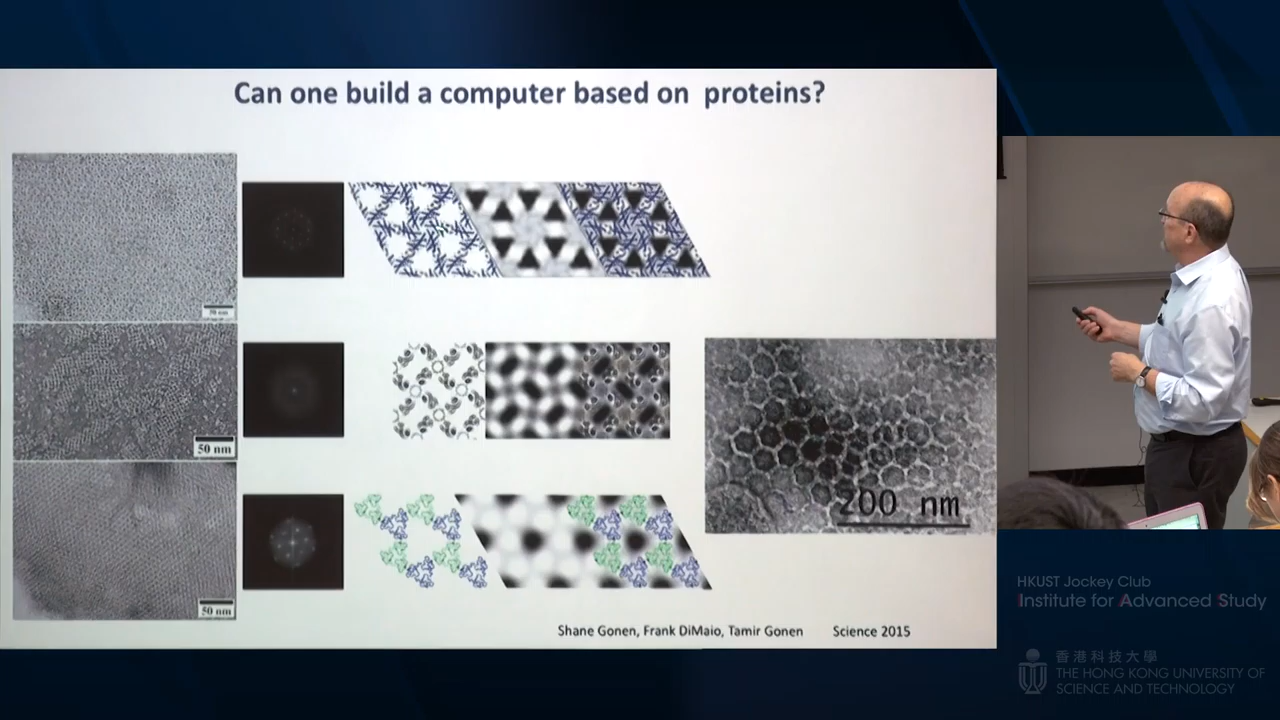 Can one build a computer based on proteins?
50 nm
50 nm
200 nm
Shane Gonen, Frank DiMaio, Tamir Gonen Science 2015
HKUST Jockey Club
Institute for Advanced Study
香港科技大學
THE HONG KONG UNIVERSITY OF
SCIENCE AND TECHNOLOGY